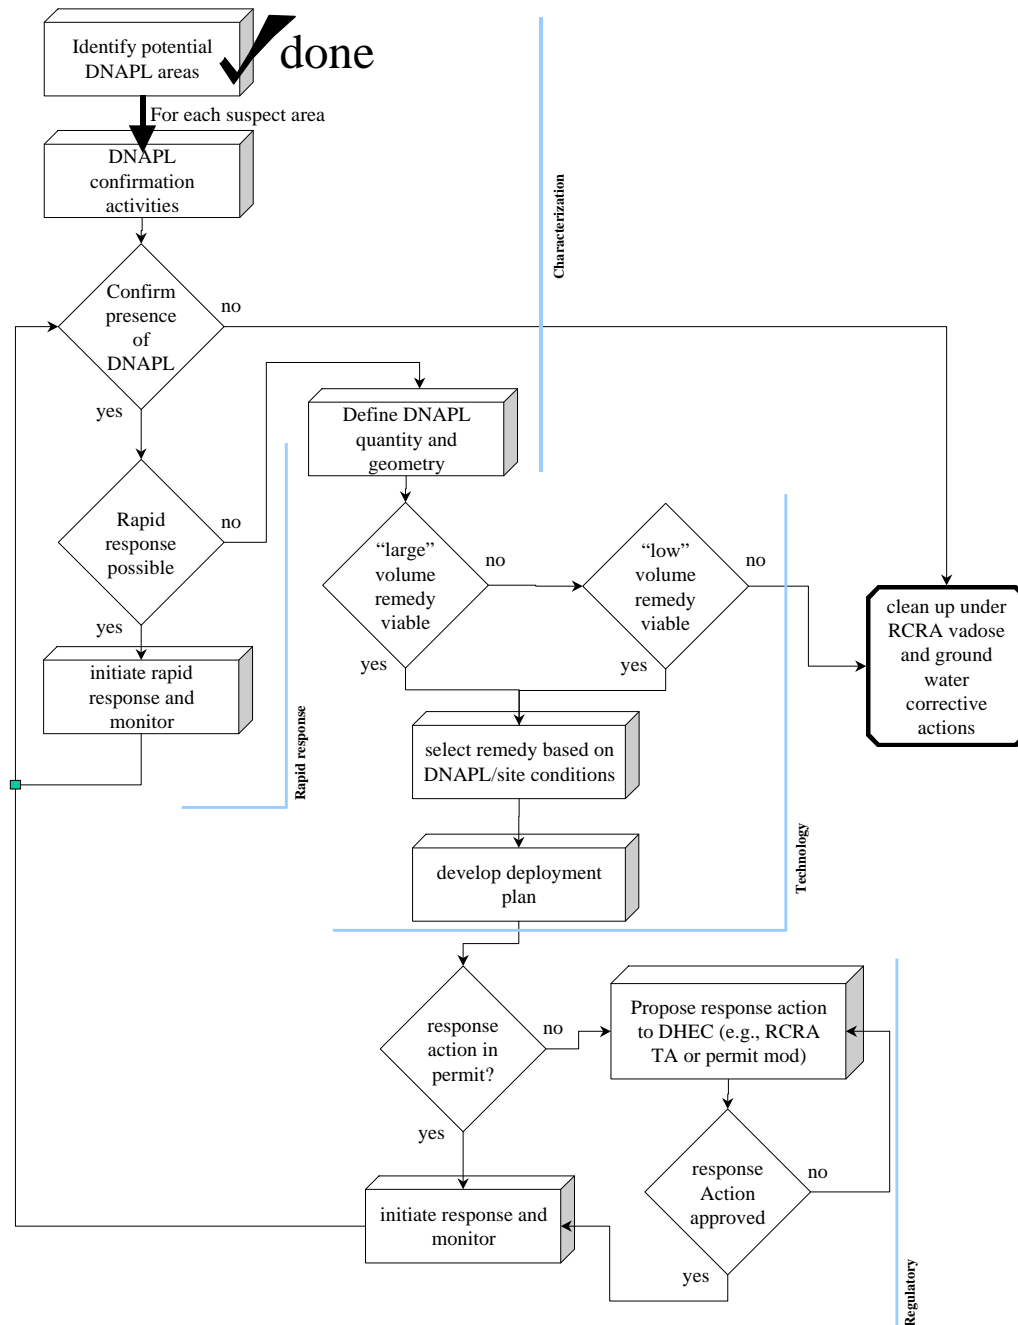 Identify potential
DNAPL areas
done
For each suspect area
DNAPL
confirmation
activities
Characterization
Confirm
presence
of
DNAPL
no
yes
Define DNAPL
quantity and
geometry
Rapid
response
possible
no
yes
“large”
volume
remedy
viable
no
yes
“low”
volume
remedy
viable
no
yes
clean up under
RCRA vadose
and ground
water
corrective
actions
initiate rapid
response and
monitor
Rapid response
select remedy based on
DNAPL/site conditions
develop deployment
plan
Technology
response
action in
permit?
no
yes
Propose response action
to DHEC (e.g., RCRA
TA or permit mod)
response
Action
approved
no
yes
initiate response and
monitor
Regulatory